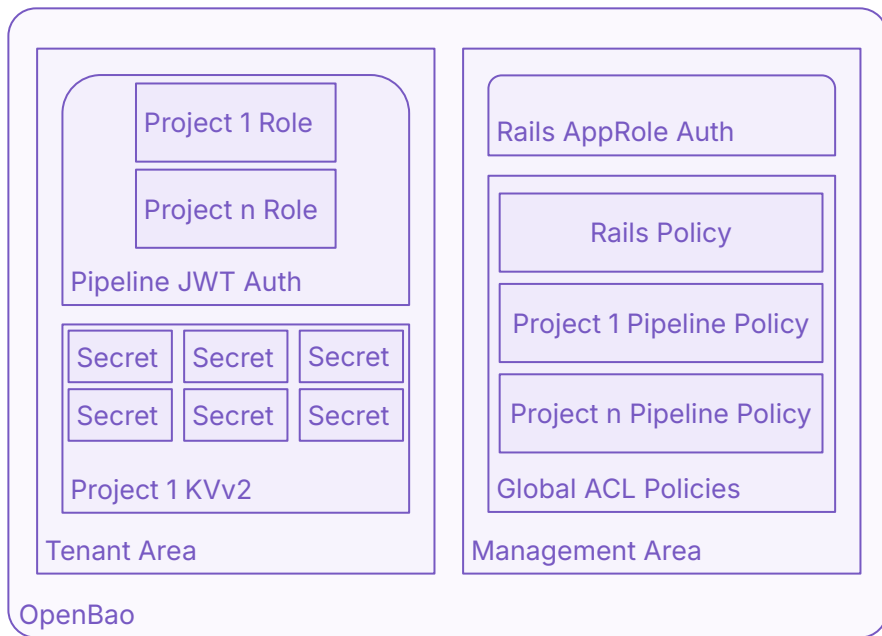 Project 1 Role
Project n Role
Pipeline JWT Auth
Secret Secret Secret
Secret Secret Secret
Project 1 KVv2
Tenant Area
Rails AppRole Auth
Rails Policy
Project 1 Pipeline Policy
Project n Pipeline Policy
Global ACL Policies
Management Area
OpenBao